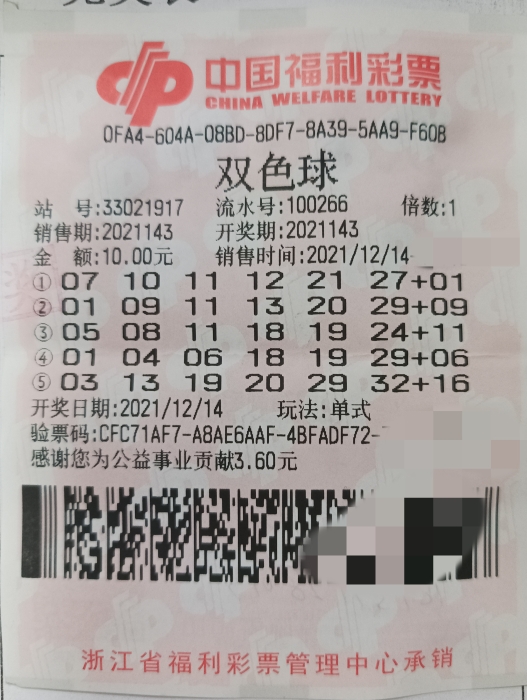 中国福利彩票
CHINA WELFARE LOTTERY
0FA4-604A-08BD-8DF7-8A39-5AA9-F60B
双色球
站 号:33021917 流水号:100266 倍数:1
销售期:2021143 开奖期:2021143
金 额:10.00元 销售时间:2021/12/14
① 07 10 11 12 21 27+01
② 01 09 11 13 20 29+09
③ 05 08 11 18 19 24+11
④ 01 04 06 18 19 29+06
⑤ 03 13 19 20 29 32+16
开奖日期:2021/12/14 玩法:单式
验票码:CFC71AF7-A8AE6AAF-4BFADF72-
感谢您为公益事业贡献3.60元
浙江省福利彩票管理中心承销